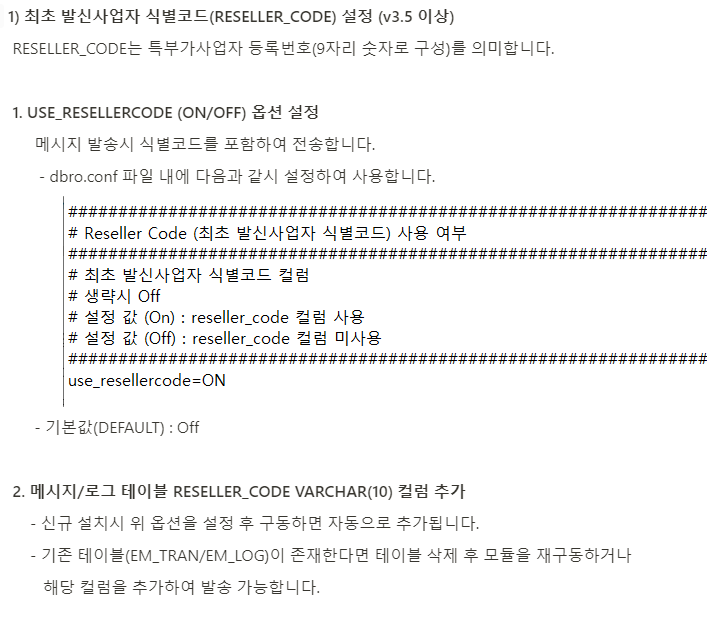 1) 최초 발신사업자 식별코드(RESELLER_CODE) 설정 (v3.5 이상)
RESELLER_CODE는 특부가사업자 등록번호(9자리 숫자로 구성)를 의미합니다.
1. USE_RESELLERCODE (ON/OFF) 옵션 설정
메시지 발송시 식별코드를 포함하여 전송합니다.
- dbro.conf 파일 내에 다음과 같시 설정하여 사용합니다.
################################################################
# Reseller Code (최초 발신사업자 식별코드) 사용 여부
################################################################
# 최초 발신사업자 식별코드 컬럼
# 생략시 Off
# 설정 값 (On) : reseller_code 컬럼 사용
# 설정 값 (Off) : reseller_code 컬럼 미사용
################################################################
use_resellercode=ON
- 기본값(DEFAULT) : Off
2. 메시지/로그 테이블 RESELLER_CODE VARCHAR(10) 컬럼 추가
- 신규 설치시 위 옵션을 설정 후 구동하면 자동으로 추가됩니다.
- 기존 테이블(EM_TRAN/EM_LOG)이 존재한다면 테이블 삭제 후 모듈을 재구동하거나
해당 컬럼을 추가하여 발송 가능합니다.